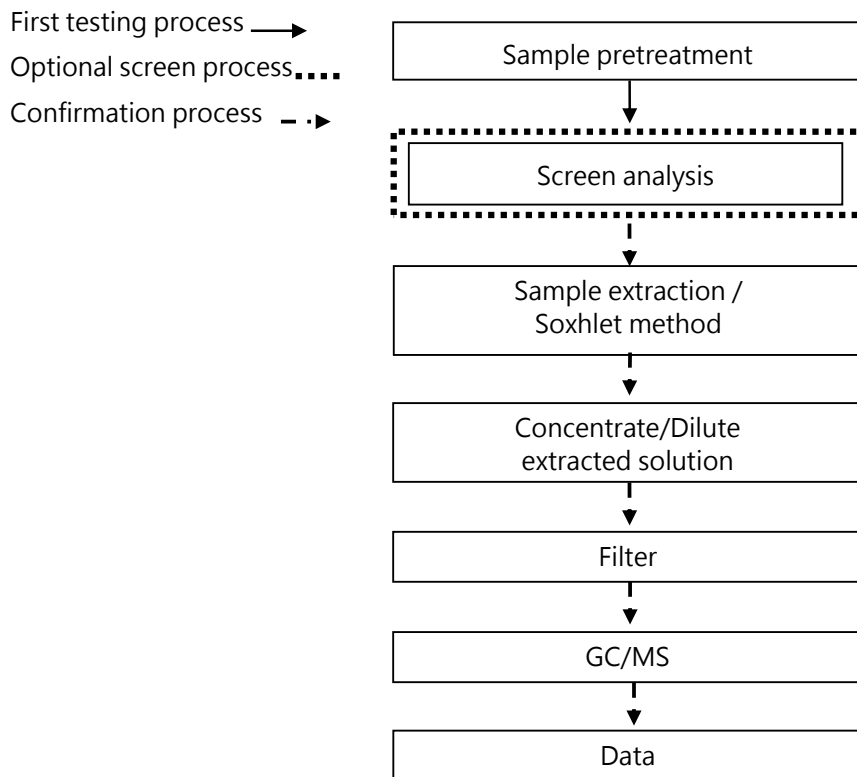 First testing process
Optional screen process
Confirmation process
Sample pretreatment
Screen analysis
Sample extraction /
Soxhlet method
Concentrate/Dilute
extracted solution
Filter
GC/MS
Data